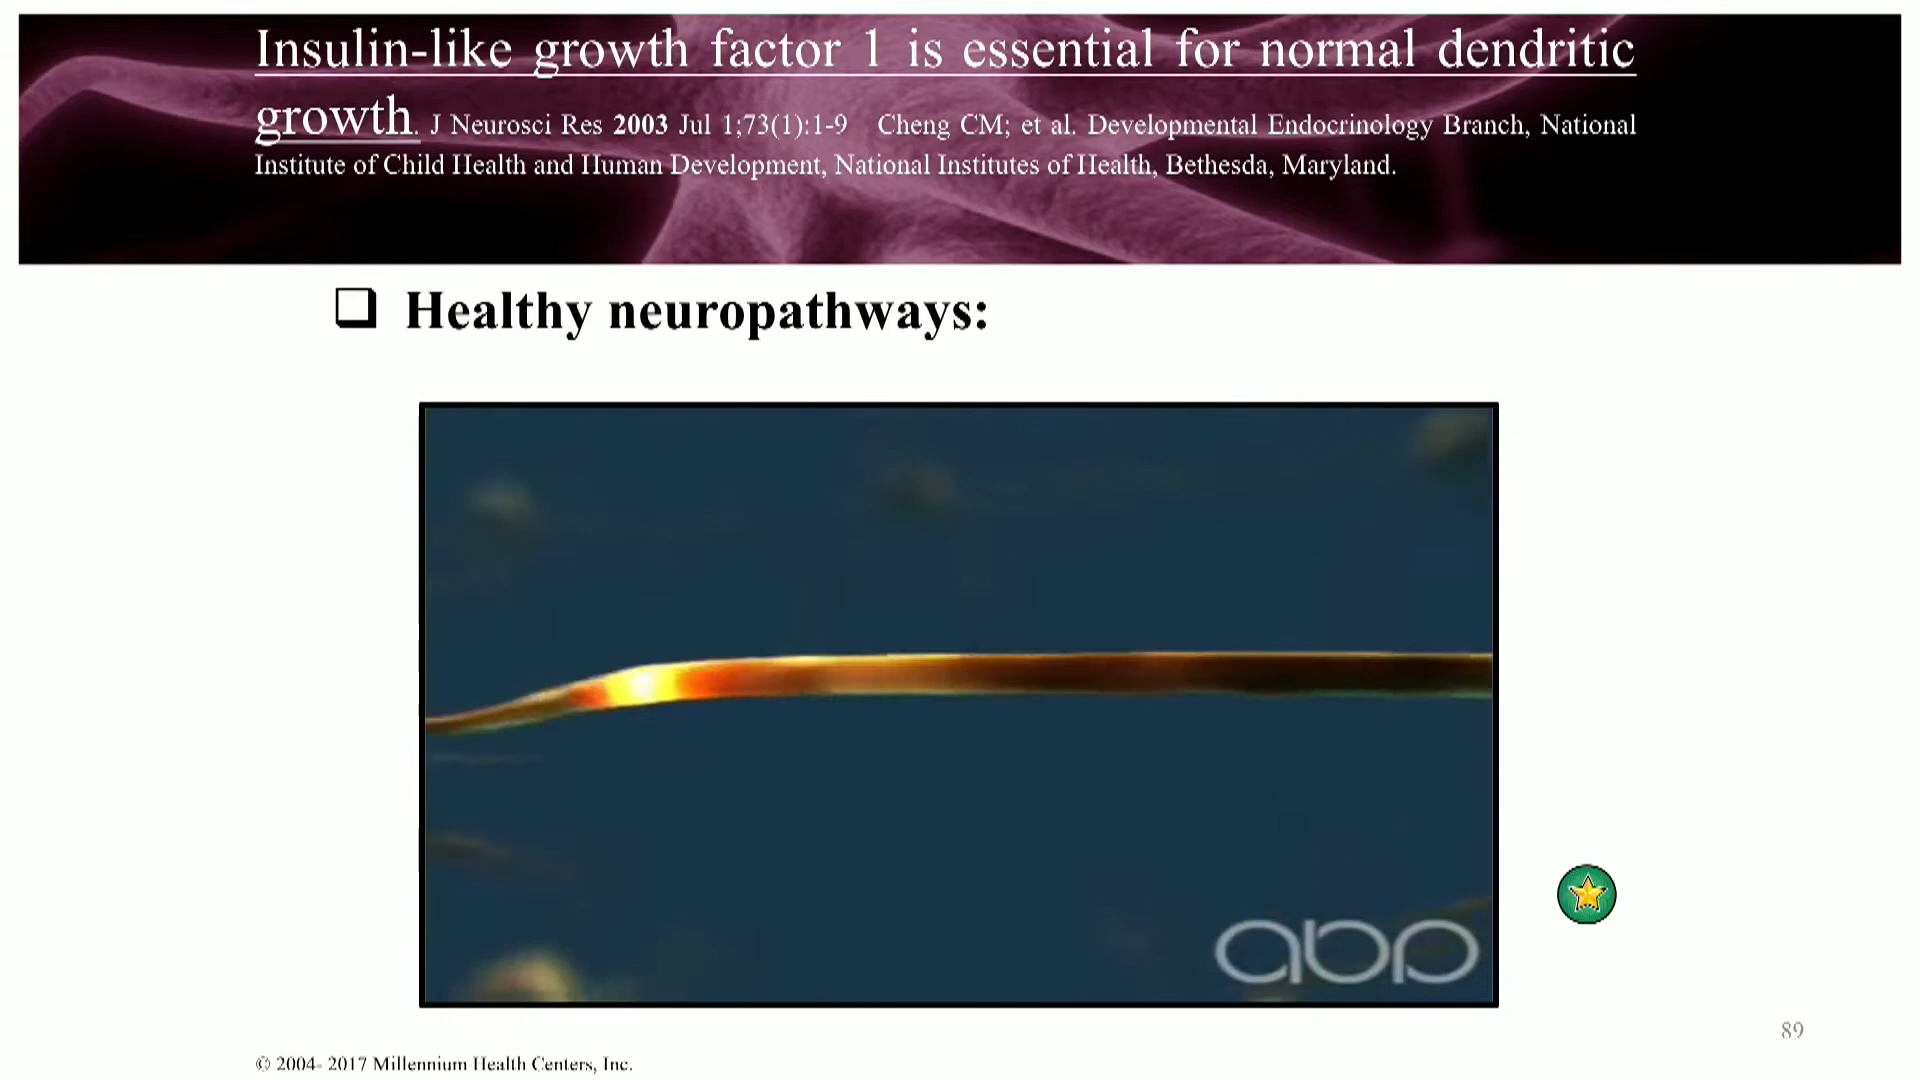 Insulin-like growth factor 1 is essential for normal dendritic
growth. J Neurosci Res 2003 Jul 1;73(1):1-9 Cheng CM; et al. Developmental Endocrinology Branch, National
Institute of Child Health and Human Development, National Institutes of Health, Bethesda, Maryland.
Healthy neuropathways:
abp
89
© 2004- 2017 Millennium Health Centers, Inc.